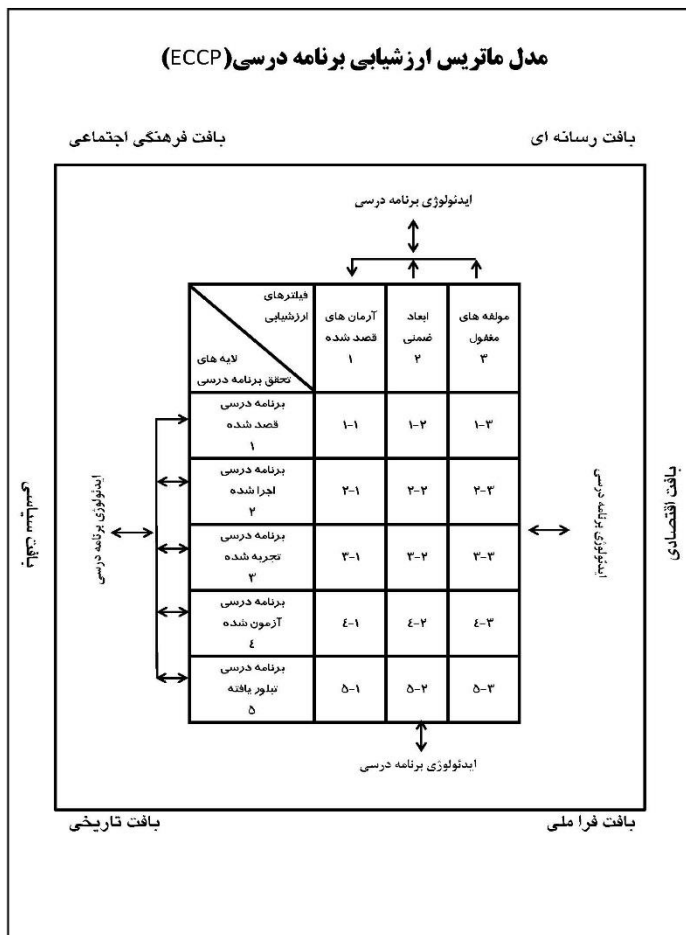 مدل ماتریس ارزشیابی برنامه درسی(ECCP)
بافت رسانه ای
بافت فرهنگی اجتماعی
ایدئولوژی برنامه درسی
فیلترهای
ارزشیابی
لایه های
تحقق برنامه درسی
آرمان های
قصد شده
۱
ابعاد
ضمنی
۲
مولفه های
مغفول
۳
برنامه درسی
قصد شده
۱
۱-۱
۱-۲
۱-۳
برنامه درسی
اجرا شده
۲
۲-۱
۲-۲
۲-۳
برنامه درسی
تجربه شده
۳
۳-۱
۳-۲
۳-۳
برنامه درسی
آزمون شده
٤
٤-۱
٤-۲
٤-۳
برنامه درسی
تبلور یافته
۵
۵-۱
۵-۲
۵-۳
ایدئولوژی برنامه درسی
ایدئولوژی برنامه درسی
ایدئولوژی برنامه درسی
بافت اقتصادی
بافت سیاسی
بافت فرا ملی
بافت تاریخی